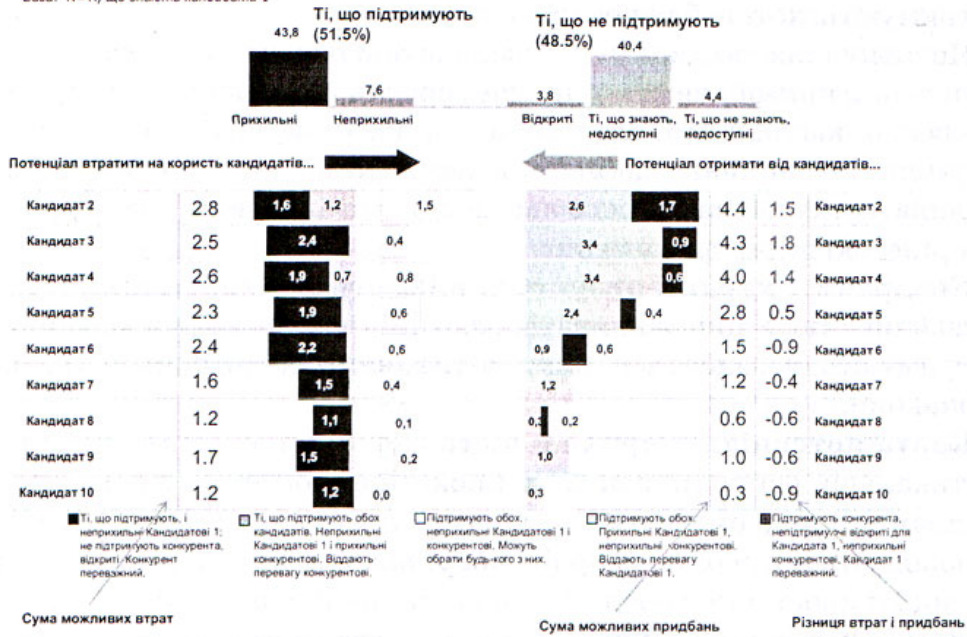 Ті, що підтримують
(51.5%)
43,8
7,6
Прихильні
Неприхильні
Ті, що не підтримують
(48.5%)
40,4
3,8
4,4
Відкриті
Ті, що знають,
недоступні
Ті, що не знають,
недоступні
Потенціал втратити на користь кандидатів...
Потенціал отримати від кандидатів...
Кандидат 2 2.8 1,6 1,2 1,5 2,6 1,7 4.4 1.5 Кандидат 2
Кандидат 3 2.5 2,4 0,4 3,4 0,9 4.3 1.8 Кандидат 3
Кандидат 4 2.6 1,9 0,7 0,8 3,4 0,6 4.0 1.4 Кандидат 4
Кандидат 5 2.3 1,9 0,6 2,4 0,4 2.8 0.5 Кандидат 5
Кандидат 6 2.4 2,2 0,6 0,9 0,6 1.5 -0.9 Кандидат 6
Кандидат 7 1.6 1,5 0,4 1,2 1.2 -0.4 Кандидат 7
Кандидат 8 1.2 1,1 0,1 0,3 0,2 0.6 -0.6 Кандидат 8
Кандидат 9 1.7 1,5 0,2 1,0 1.0 -0.6 Кандидат 9
Кандидат 10 1.2 1,2 0,0 0,3 0.3 -0.9 Кандидат 10
Ті, що підтримують, і
неприхильні Кандидатові 1;
не підтримують конкурента,
відкриті. Конкурент
переважний.
Ті, що підтримують обох
кандидатів. Неприхильні
Кандидатові 1 і прихильні
конкурентові. Віддають
перевагу конкурентові.
Підтримують обох,
неприхильні Кандидатові 1 і
конкурентові. Можуть
обрати будь-кого з них.
Підтримують обох.
Прихильні Кандидатові 1,
неприхильні конкурентові.
Віддають перевагу
Кандидатові 1.
Підтримують конкурента,
непідтримуючі відкриті для
Кандидата 1, неприхильні
конкурентові. Кандидат 1
переважний.
Сума можливих втрат
Сума можливих придбань
Різниця втрат і придбань